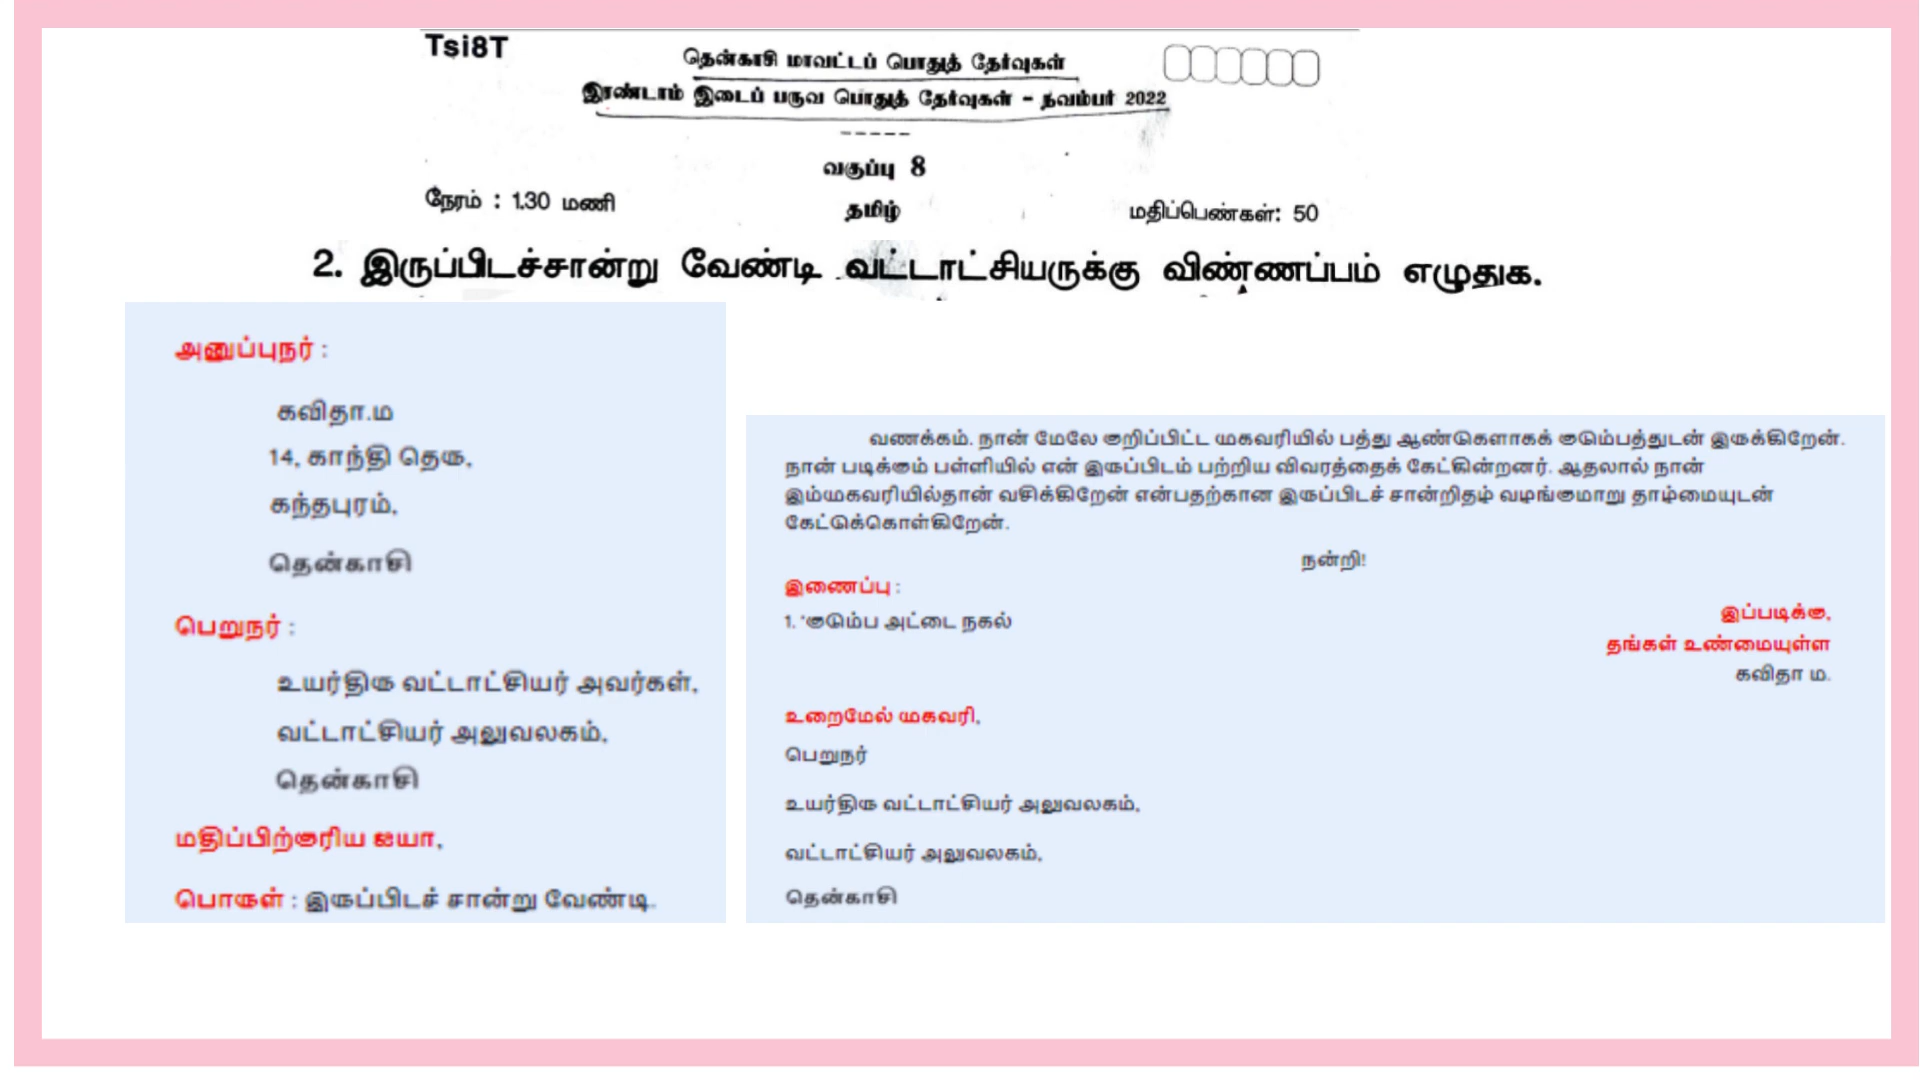 Tsi8T
தென்காசி மாவட்டப் பொதுத் தேர்வுகள்
இரண்டாம் இடைப் பருவ பொதுத் தேர்வுகள் - நவம்பர் 2022
-----
வகுப்பு 8
நேரம் : 1.30 மணி
தமிழ்
மதிப்பெண்கள்: 50
2. இருப்பிடச்சான்று வேண்டி வட்டாட்சியருக்கு விண்ணப்பம் எழுதுக.
அனுப்புநர் :
கவிதா.ம
14, காந்தி தெரு,
கந்தபுரம்,
தென்காசி
பெறுநர் :
உயர்திரு வட்டாட்சியர் அவர்கள்,
வட்டாட்சியர் அலுவலகம்,
தென்காசி
மதிப்பிற்குரிய ஐயா,
பொருள் : இருப்பிடச் சான்று வேண்டி.
வணக்கம். நான் மேலே குறிப்பிட்ட முகவரியில் பத்து ஆண்டுகளாகக் குடும்பத்துடன் இருக்கிறேன்.
நான் படிக்கும் பள்ளியில் என் இருப்பிடம் பற்றிய விவரத்தைக் கேட்கின்றனர். ஆதலால் நான்
இம்முகவரியில்தான் வசிக்கிறேன் என்பதற்கான இருப்பிடச் சான்றிதழ் வழங்குமாறு தாழ்மையுடன்
கேட்டுக்கொள்கிறேன்.
நன்றி!
இணைப்பு :
1. 'குடும்ப அட்டை நகல்
இப்படிக்கு,
தங்கள் உண்மையுள்ள
கவிதா ம.
உறைமேல் முகவரி,
பெறுநர்
உயர்திரு வட்டாட்சியர் அலுவலகம்,
வட்டாட்சியர் அலுவலகம்,
தென்காசி